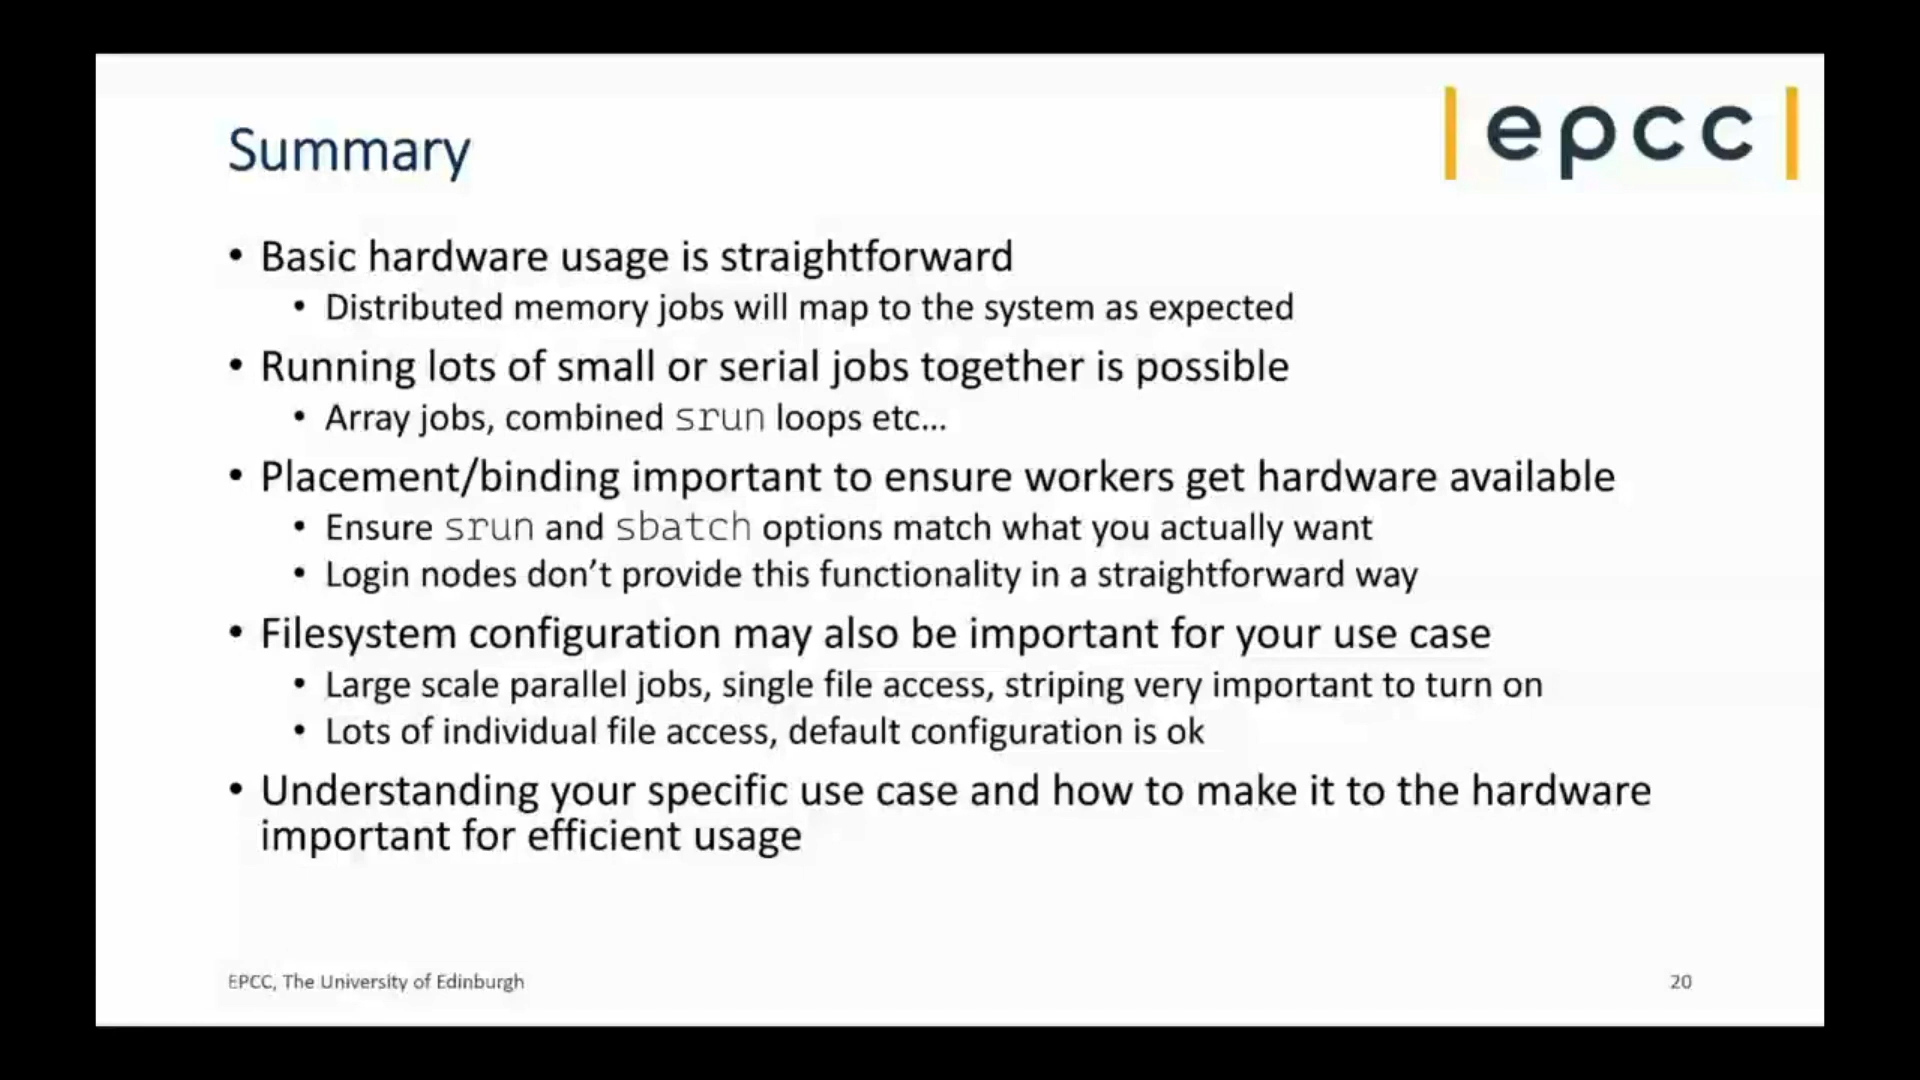 Summary
| epcc |
• Basic hardware usage is straightforward
• Distributed memory jobs will map to the system as expected
• Running lots of small or serial jobs together is possible
• Array jobs, combined srun loops etc...
• Placement/binding important to ensure workers get hardware available
• Ensure srun and sbatch options match what you actually want
• Login nodes don’t provide this functionality in a straightforward way
• Filesystem configuration may also be important for your use case
• Large scale parallel jobs, single file access, striping very important to turn on
• Lots of individual file access, default configuration is ok
• Understanding your specific use case and how to make it to the hardware
important for efficient usage
EPCC, The University of Edinburgh
20